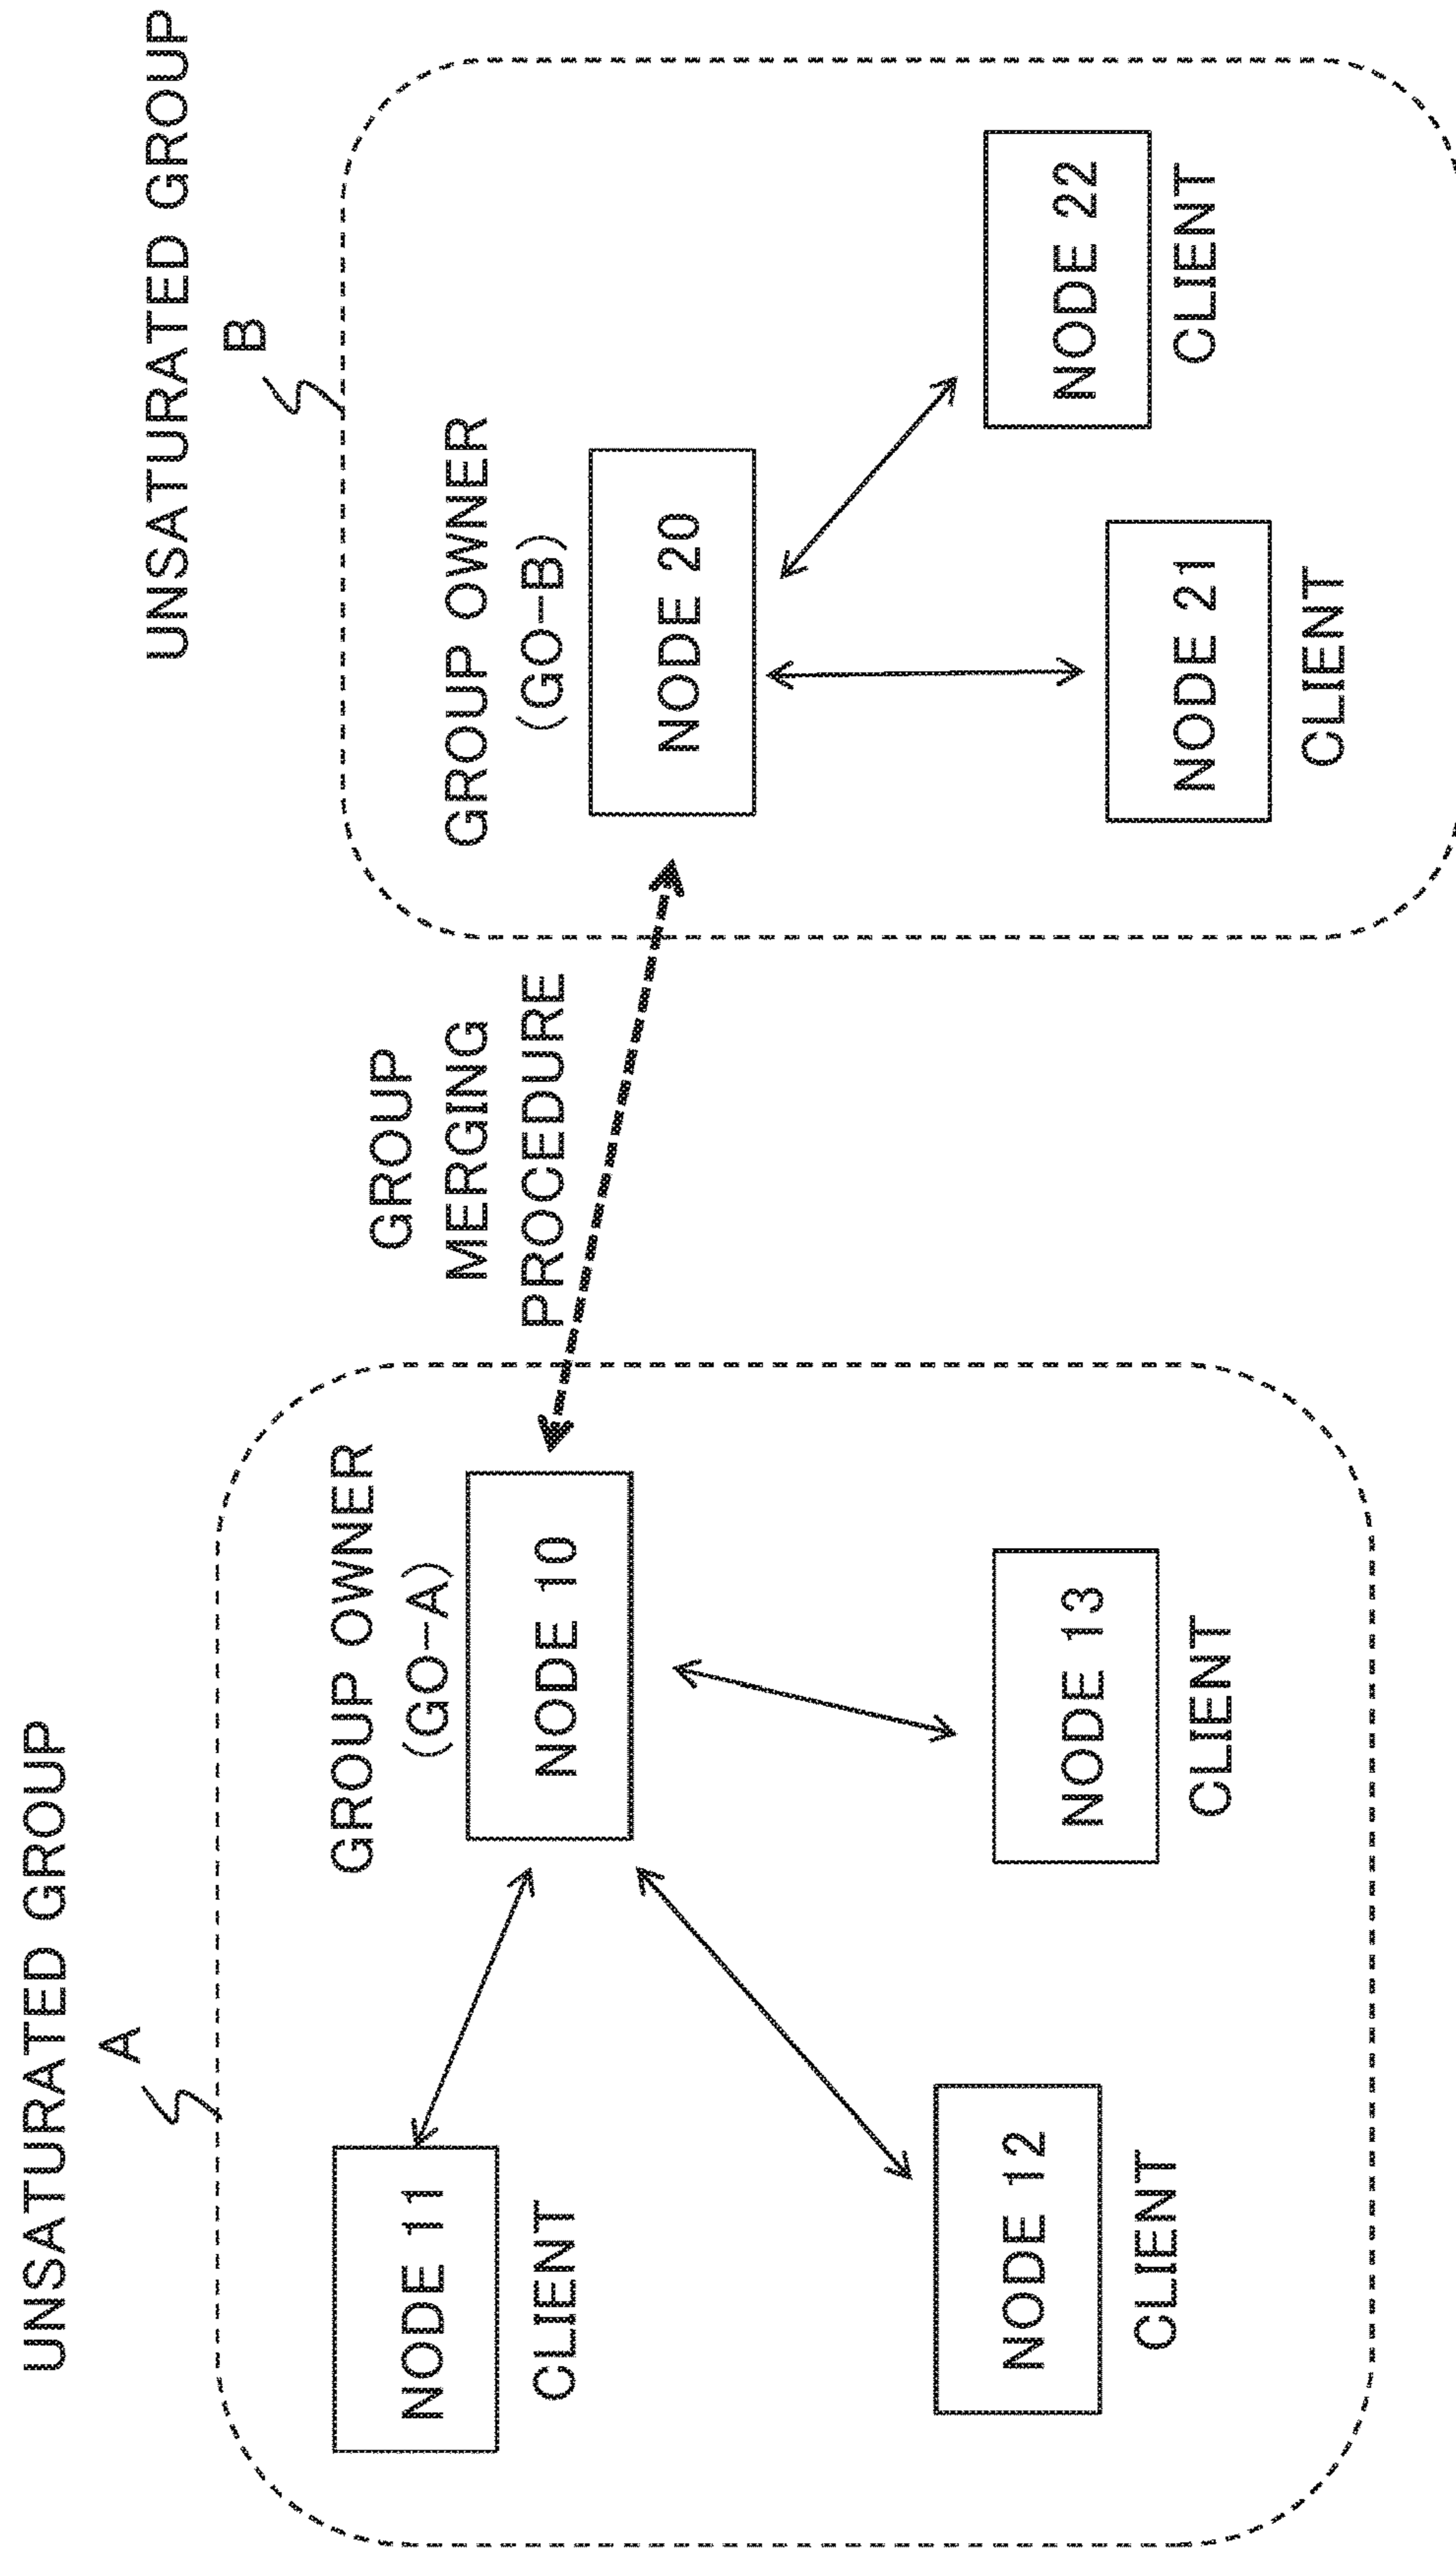 UNSATURATED GROUP
A
GROUP OWNER
(GO-A)
NODE 10
NODE 11
CLIENT
NODE 12
CLIENT
NODE 13
CLIENT
GROUP
MERGING
PROCEDURE
UNSATURATED GROUP
B
GROUP OWNER
(GO-B)
NODE 20
NODE 21
CLIENT
NODE 22
CLIENT